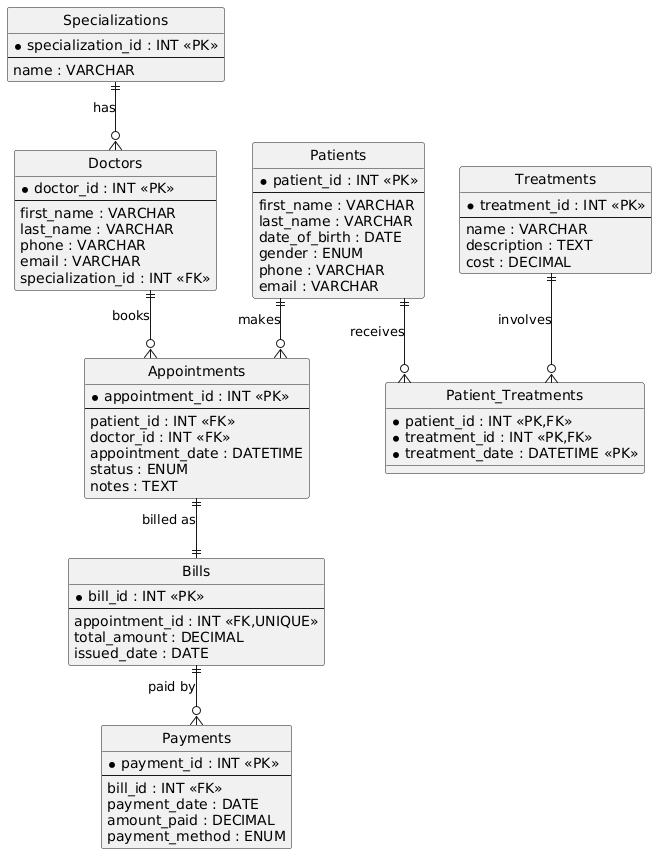 Specializations
specialization_id : INT «PK»
name : VARCHAR
has
Doctors
doctor_id : INT «PK»
first_name : VARCHAR
last_name : VARCHAR
phone : VARCHAR
email : VARCHAR
specialization_id : INT «FK»
Patients
patient_id : INT «PK»
first_name : VARCHAR
last_name : VARCHAR
date_of_birth : DATE
gender : ENUM
phone : VARCHAR
email : VARCHAR
Treatments
treatment_id : INT «PK»
name : VARCHAR
description : TEXT
cost : DECIMAL
books
makes
receives
involves
Appointments
appointment_id : INT «PK»
patient_id : INT «FK»
doctor_id : INT «FK»
appointment_date : DATETIME
status : ENUM
notes : TEXT
Patient_Treatments
patient_id : INT «PK,FK»
treatment_id : INT «PK,FK»
treatment_date : DATETIME «PK»
billed as
Bills
bill_id : INT «PK»
appointment_id : INT «FK,UNIQUE»
total_amount : DECIMAL
issued_date : DATE
paid by
Payments
payment_id : INT «PK»
bill_id : INT «FK»
payment_date : DATE
amount_paid : DECIMAL
payment_method : ENUM